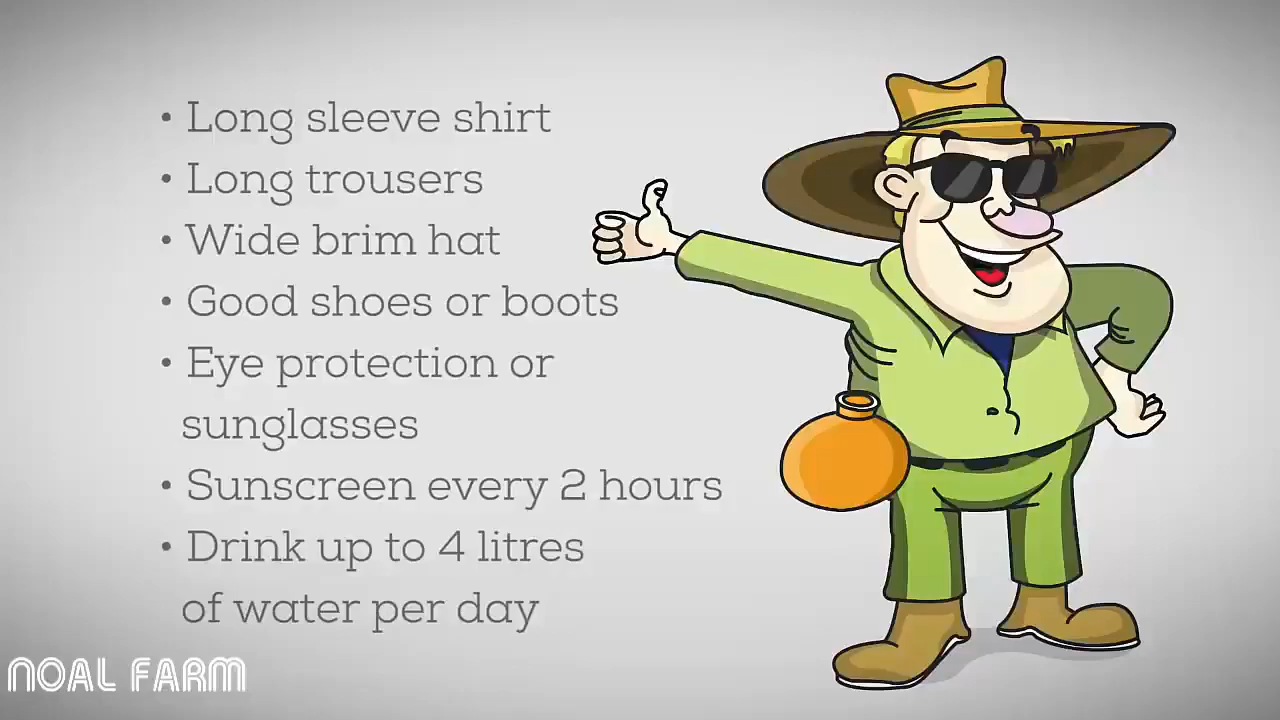 • Long sleeve shirt
• Long trousers
• Wide brim hat
• Good shoes or boots
• Eye protection or
sunglasses
• Sunscreen every 2 hours
• Drink up to 4 litres
of water per day
NOAL FARM